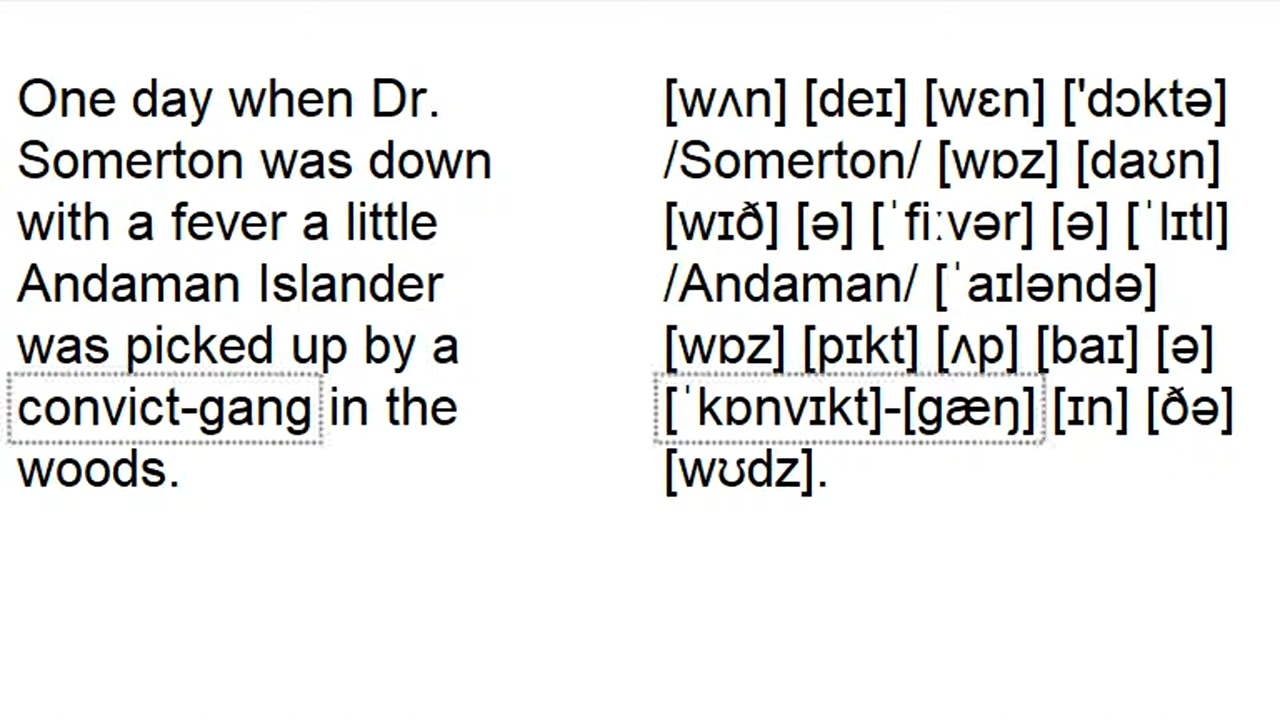 One day when Dr.
Somerton was down
with a fever a little
Andaman Islander
was picked up by a
convict-gang in the
woods.
[wʌn] [deɪ] [wɛn] ['dɔktə]
/Somerton/ [wɒz] [daʊn]
[wɪð] [ə] [ˈfiːvər] [ə] [ˈlɪtl]
/Andaman/ [ˈaɪləndə]
[wɒz] [pɪkt] [ʌp] [baɪ] [ə]
[ˈkɒnvɪkt]-[gæŋ] [ɪn] [ðə]
[wʊdz].